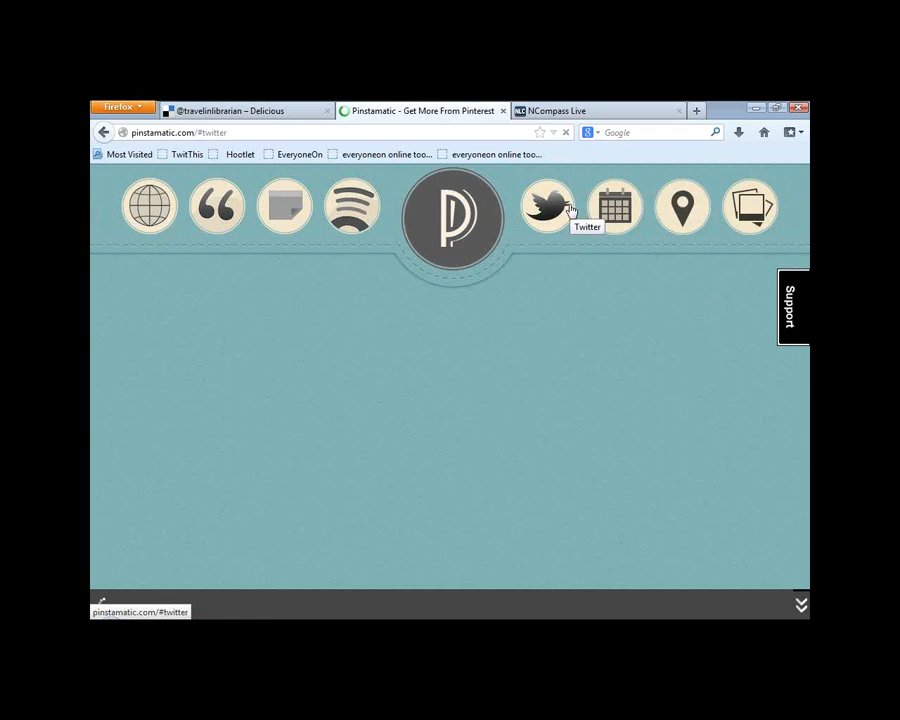 Firefox
@travelinlibrarian – Delicious
Pinstamatic - Get More From Pinterest
NLC NCompass Live
pinstamatic.com/#twitter
Google
Most Visited TwitThis Hootlet EveryoneOn everyoneon online too... everyoneon online too...
Twitter
Support
pinstamatic.com/#twitter